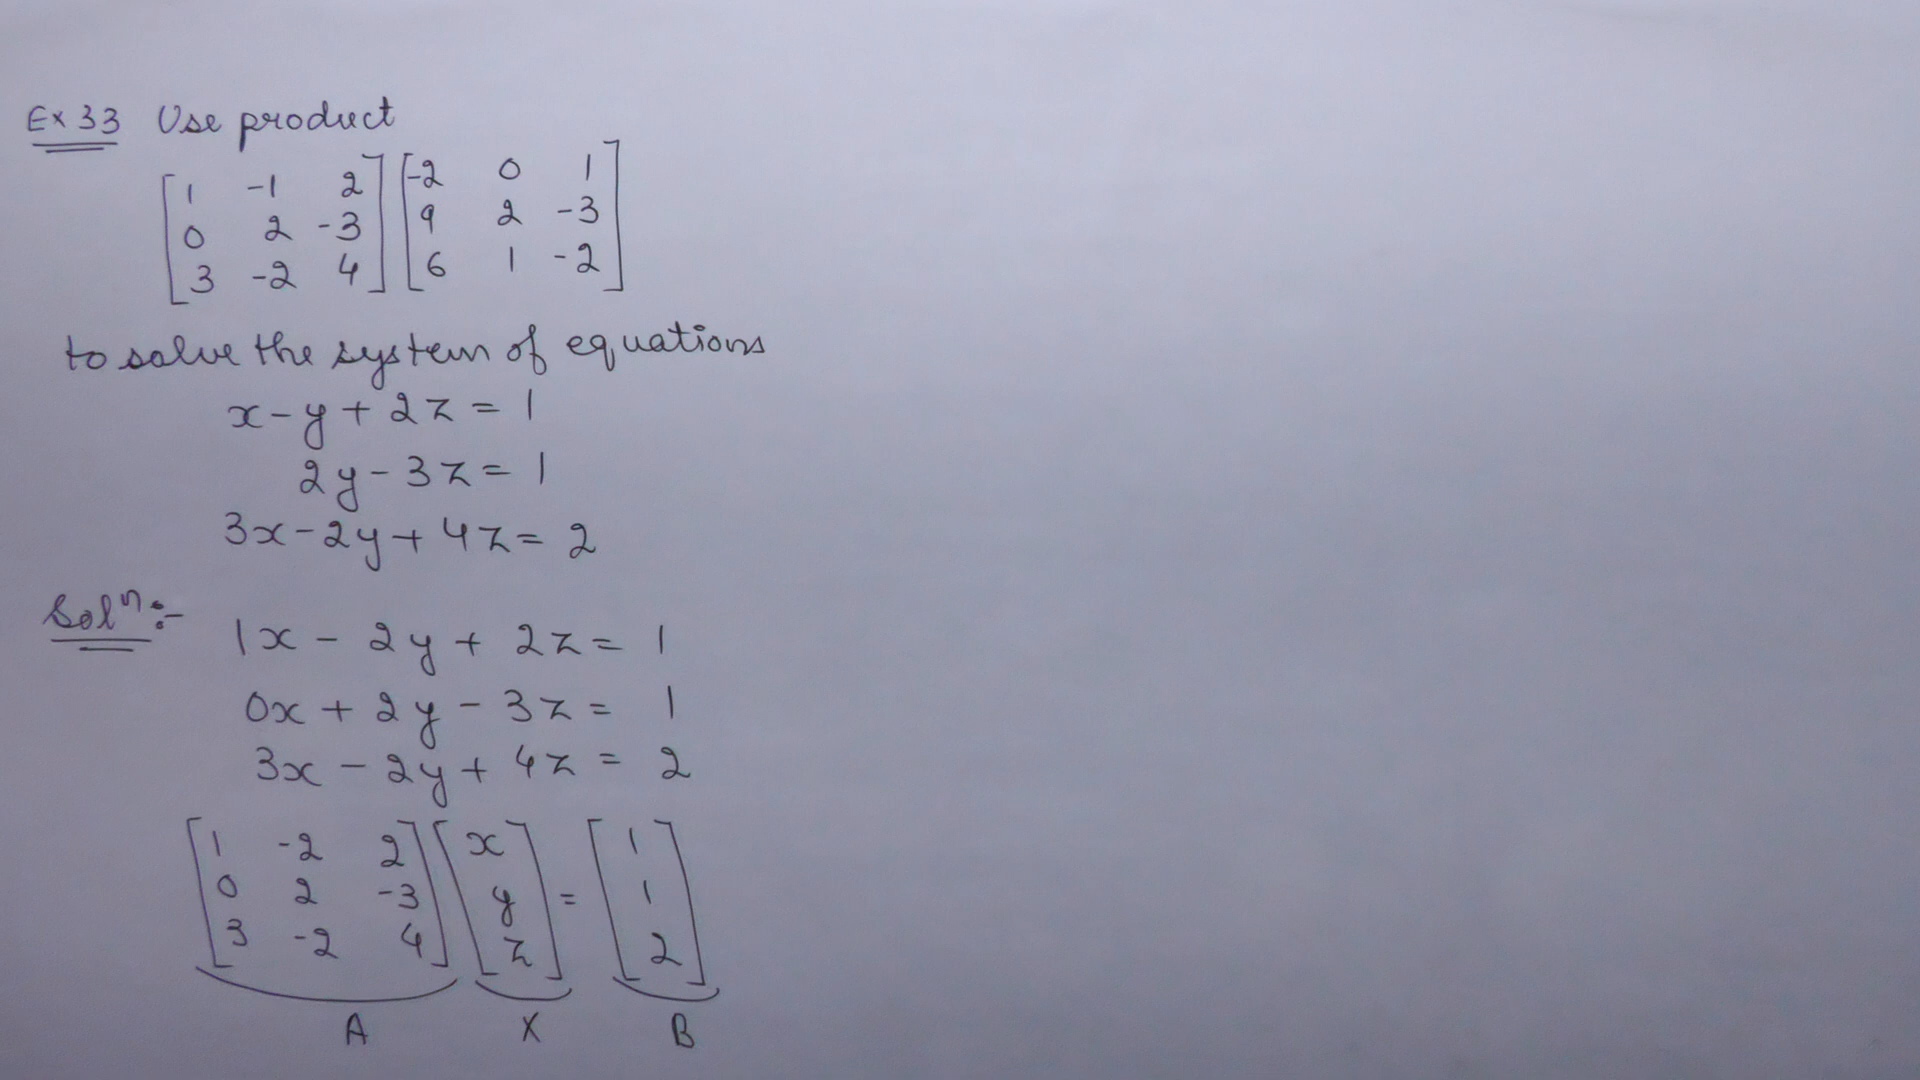 Ex 33 Use product
[1 -1 2] [-2 0 1]
[0 2 -3] [9 2 -3]
[3 -2 4] [6 1 -2]
to solve the system of equations
x - y + 2z = 1
2y - 3z = 1
3x - 2y + 4z = 2
Solⁿ:- 1x - 2y + 2z = 1
0x + 2y - 3z = 1
3x - 2y + 4z = 2
[1 -2 2] [x] = [1]
[0 2 -3] [y] [1]
[3 -2 4] [z] [2]
A X B